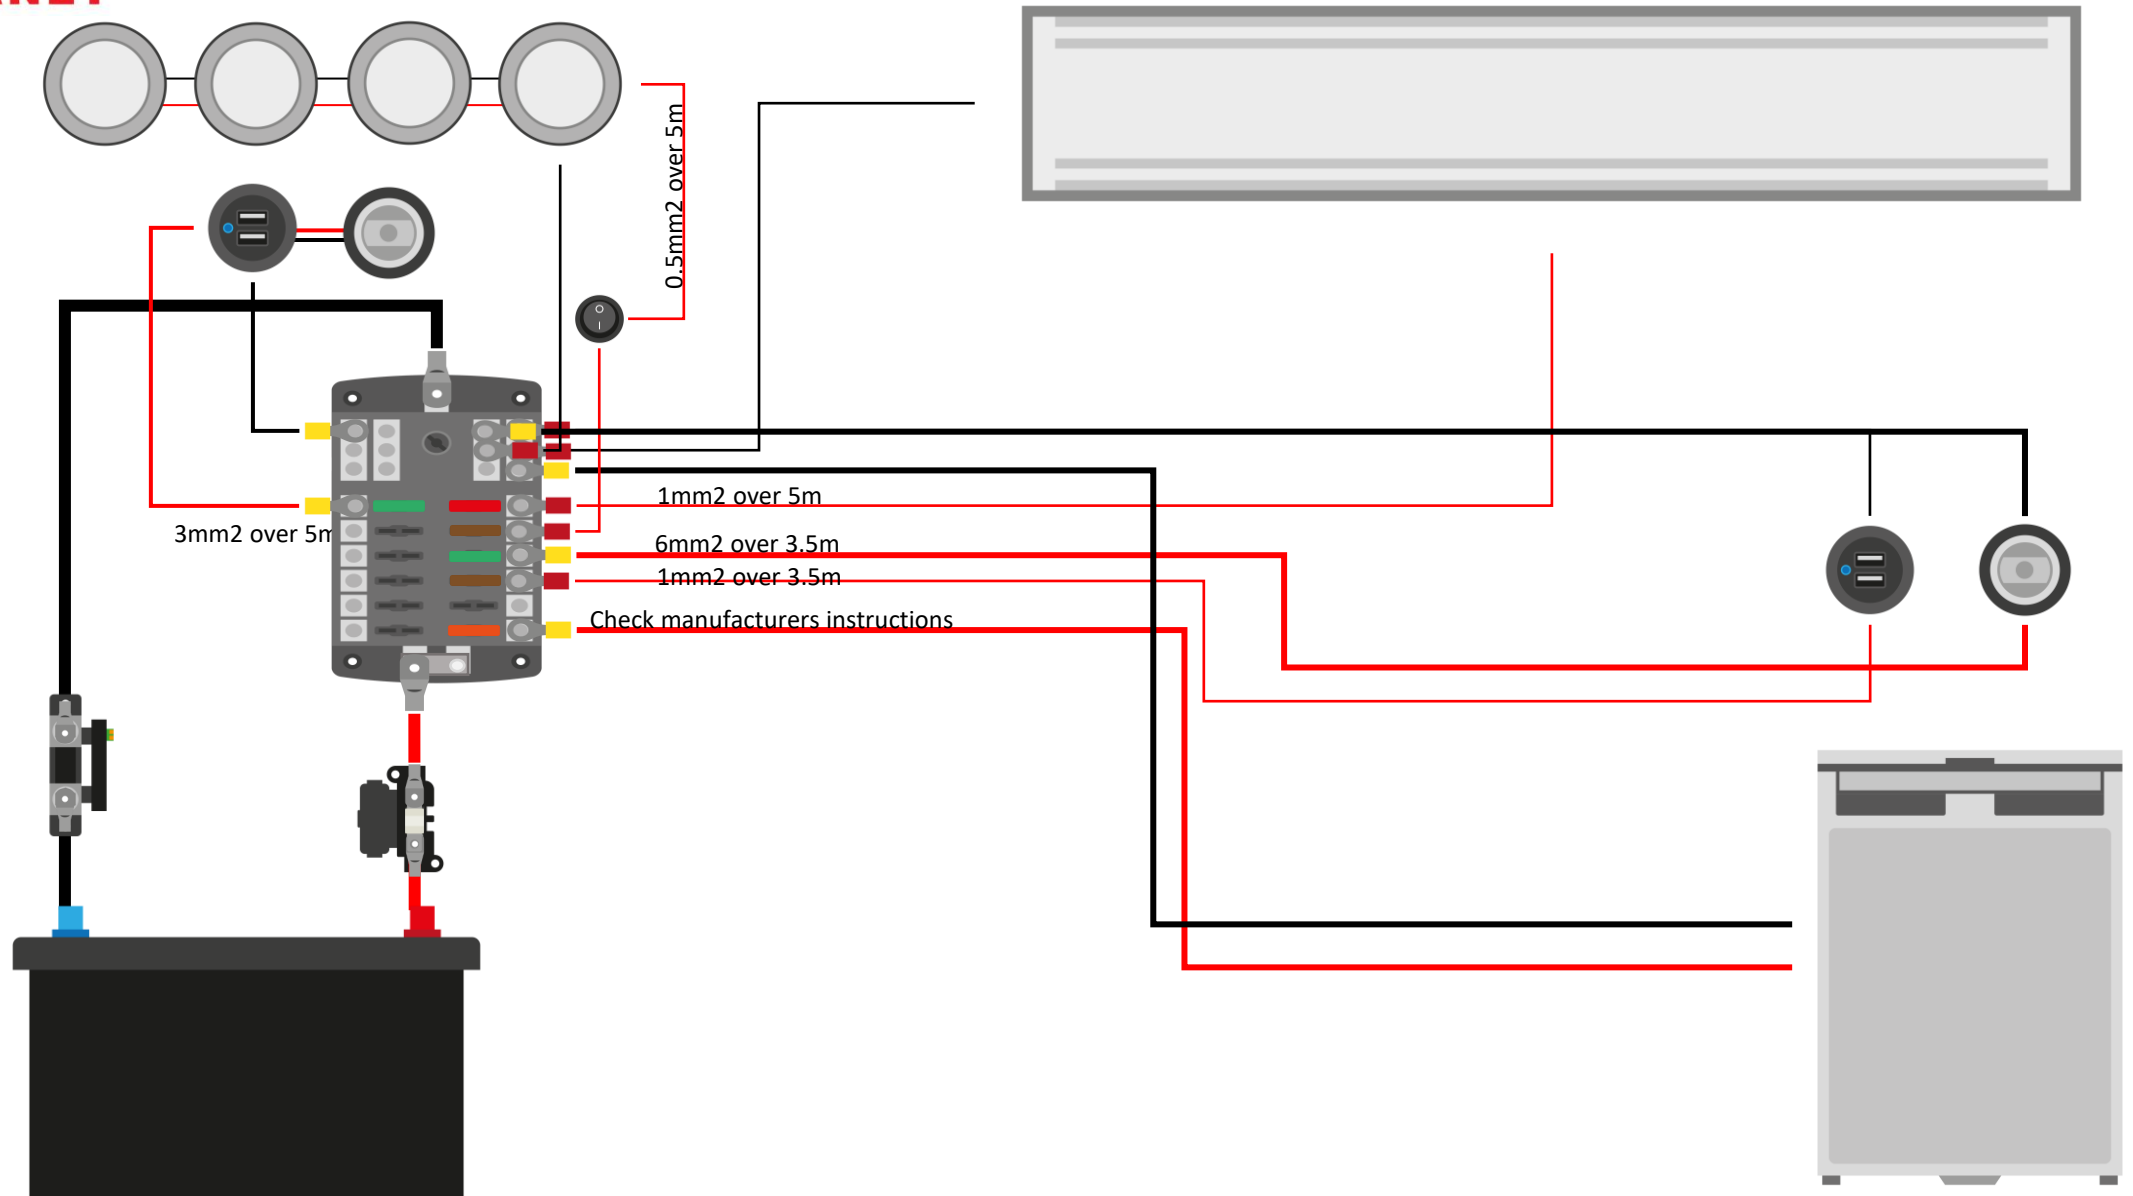 0.5mm2 over 5m
1mm2 over 5m
3mm2 over 5m
6mm2 over 3.5m
1mm2 over 3.5m
Check manufacturers instructions